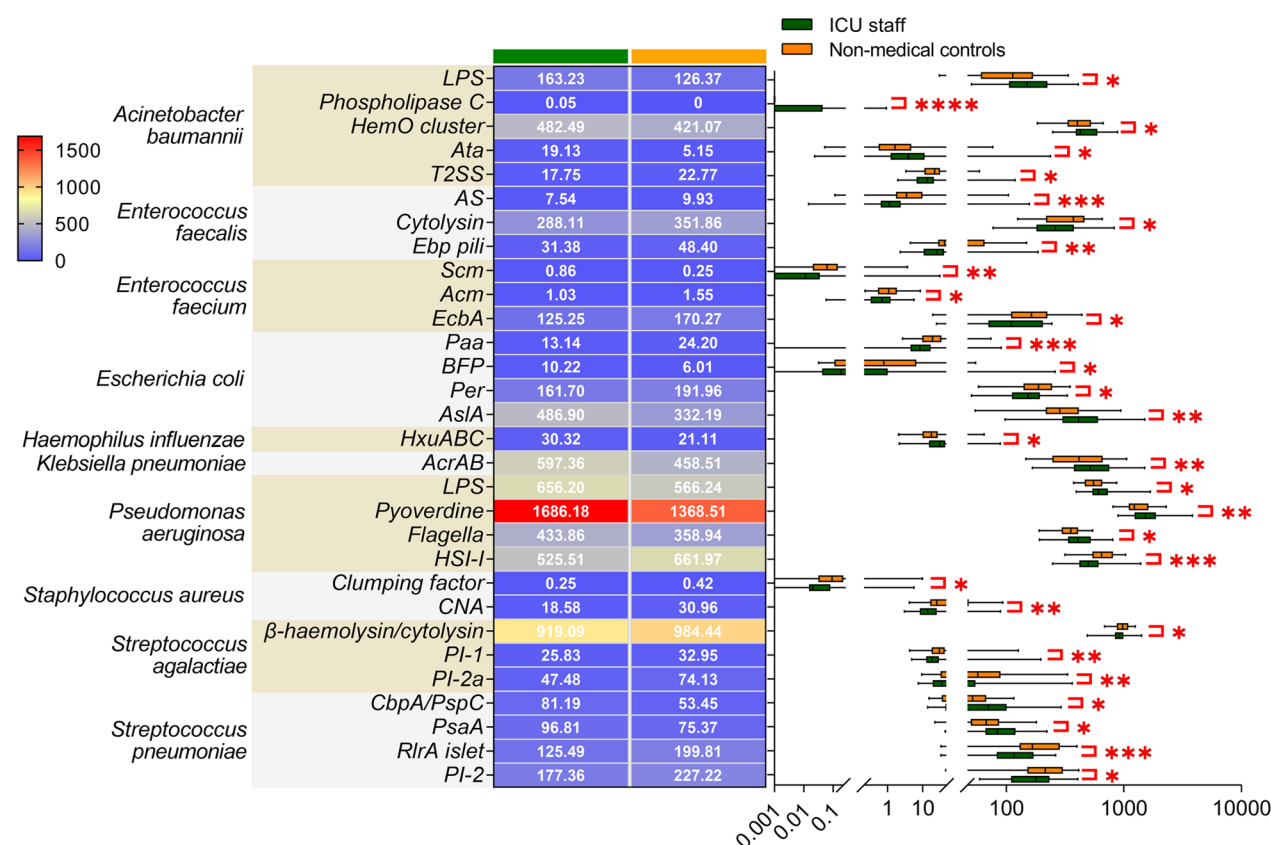 ICU staff
Non-medical controls
1500
1000
500
0
Acinetobacter
baumannii
LPS 163.23 126.37 *
Phospholipase C 0.05 0 ****
HemO cluster 482.49 421.07 *
Ata 19.13 5.15 *
T2SS 17.75 22.77 *
Enterococcus
faecalis
AS 7.54 9.93 ***
Cytolysin 288.11 351.86 *
Ebp pili 31.38 48.40 **
Enterococcus
faecium
Scm 0.86 0.25 **
Acm 1.03 1.55 *
EcbA 125.25 170.27 *
Escherichia coli
Paa 13.14 24.20 ***
BFP 10.22 6.01 *
Per 161.70 191.96 *
AslA 486.90 332.19 **
Haemophilus influenzae
HxuABC 30.32 21.11 *
Klebsiella pneumoniae
AcrAB 597.36 458.51 **
Pseudomonas
aeruginosa
LPS 656.20 566.24 *
Pyoverdine 1686.18 1368.51 **
Flagella 433.86 358.94 *
HSI-I 525.51 661.97 ***
Staphylococcus aureus
Clumping factor 0.25 0.42 *
CNA 18.58 30.96 **
Streptococcus
agalactiae
β-haemolysin/cytolysin 919.09 984.44 *
PI-1 25.83 32.95 **
PI-2a 47.48 74.13 **
Streptococcus
pneumoniae
CbpA/PspC 81.19 53.45 *
PsaA 96.81 75.37 *
RlrA islet 125.49 199.81 ***
PI-2 177.36 227.22 *
0.001 0.01 0.1 1 10 100 1000 10000